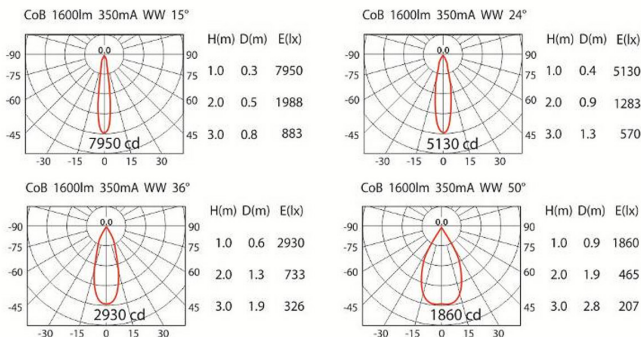 CoB 1600lm 350mA WW 15°
H(m) D(m) E(lx)
0.0
-90 90
1.0 0.3 7950
-75 75
-60 60
2.0 0.5 1988
-45 45
3.0 0.8 883
7950 cd
-30 -15 0 15 30
CoB 1600lm 350mA WW 24°
H(m) D(m) E(lx)
0.0
-90 90
1.0 0.4 5130
-75 75
-60 60
2.0 0.9 1283
-45 45
3.0 1.3 570
5130 cd
-30 -15 0 15 30
CoB 1600lm 350mA WW 36°
H(m) D(m) E(lx)
0.0
-90 90
1.0 0.6 2930
-75 75
-60 60
2.0 1.3 733
-45 45
3.0 1.9 326
2930 cd
-30 -15 0 15 30
CoB 1600lm 350mA WW 50°
H(m) D(m) E(lx)
0.0
-90 90
1.0 0.9 1860
-75 75
-60 60
2.0 1.9 465
-45 45
3.0 2.8 207
1860 cd
-30 -15 0 15 30